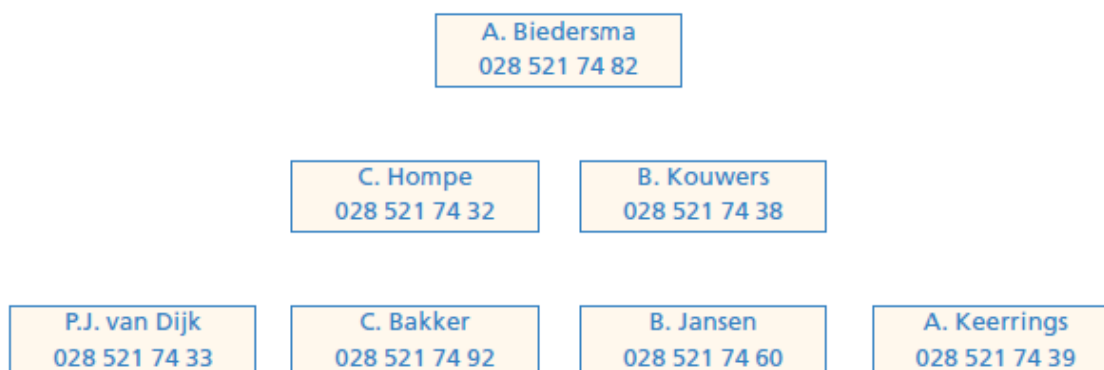 A. Biedersma
028 521 74 82
C. Hompe
028 521 74 32
B. Kouwers
028 521 74 38
P.J. van Dijk
028 521 74 33
C. Bakker
028 521 74 92
B. Jansen
028 521 74 60
A. Keerrings
028 521 74 39